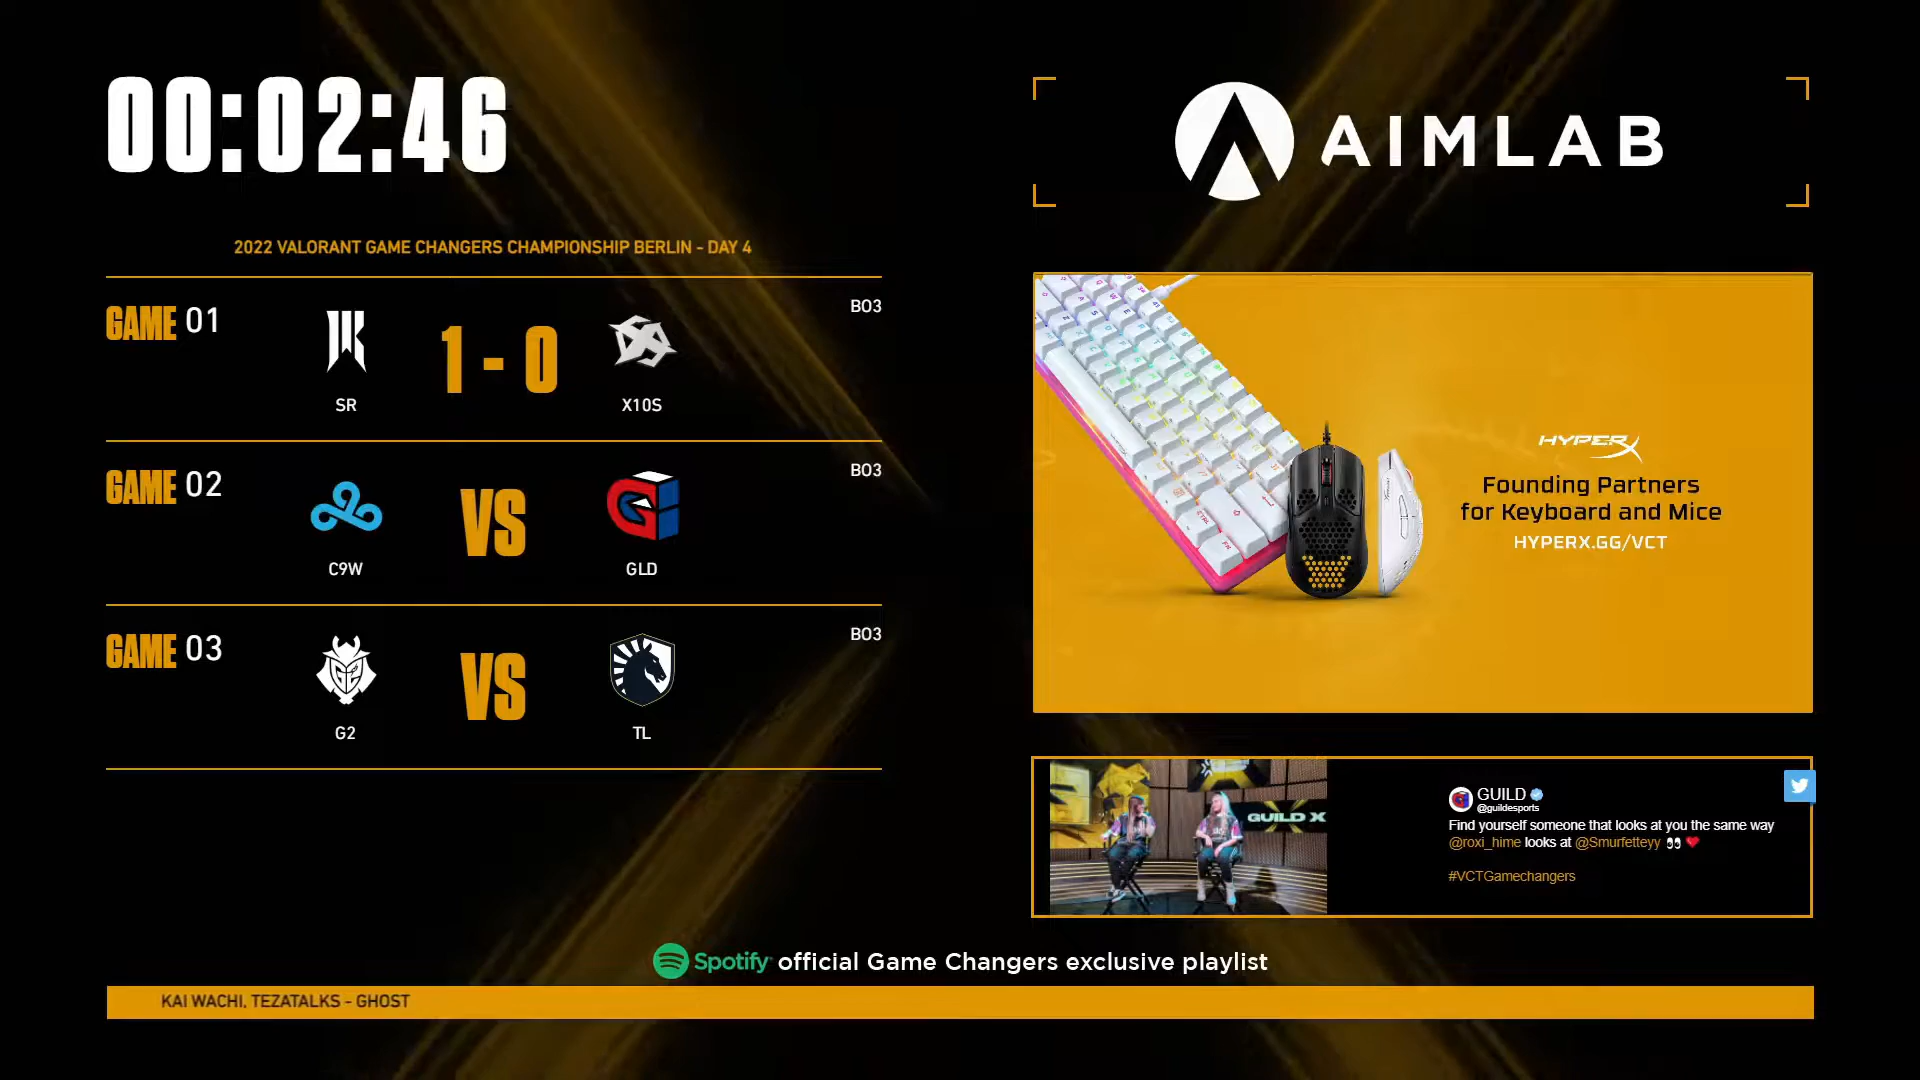 00:02:46
2022 VALORANT GAME CHANGERS CHAMPIONSHIP BERLIN - DAY 4
GAME 01
BO3
1 - 0
SR
X10S
GAME 02
BO3
VS
C9W
GLD
GAME 03
BO3
VS
G2
TL
AIMLAB
HYPERX
Founding Partners
for Keyboard and Mice
HYPERX.GG/VCT
GUILD X
GUILD
@guildesports
Find yourself someone that looks at you the same way
@roxi_hime looks at @Smurfetteyy 👀 ❤️
#VCTGamechangers
Spotify official Game Changers exclusive playlist
KAI WACHI, TEZATALKS - GHOST